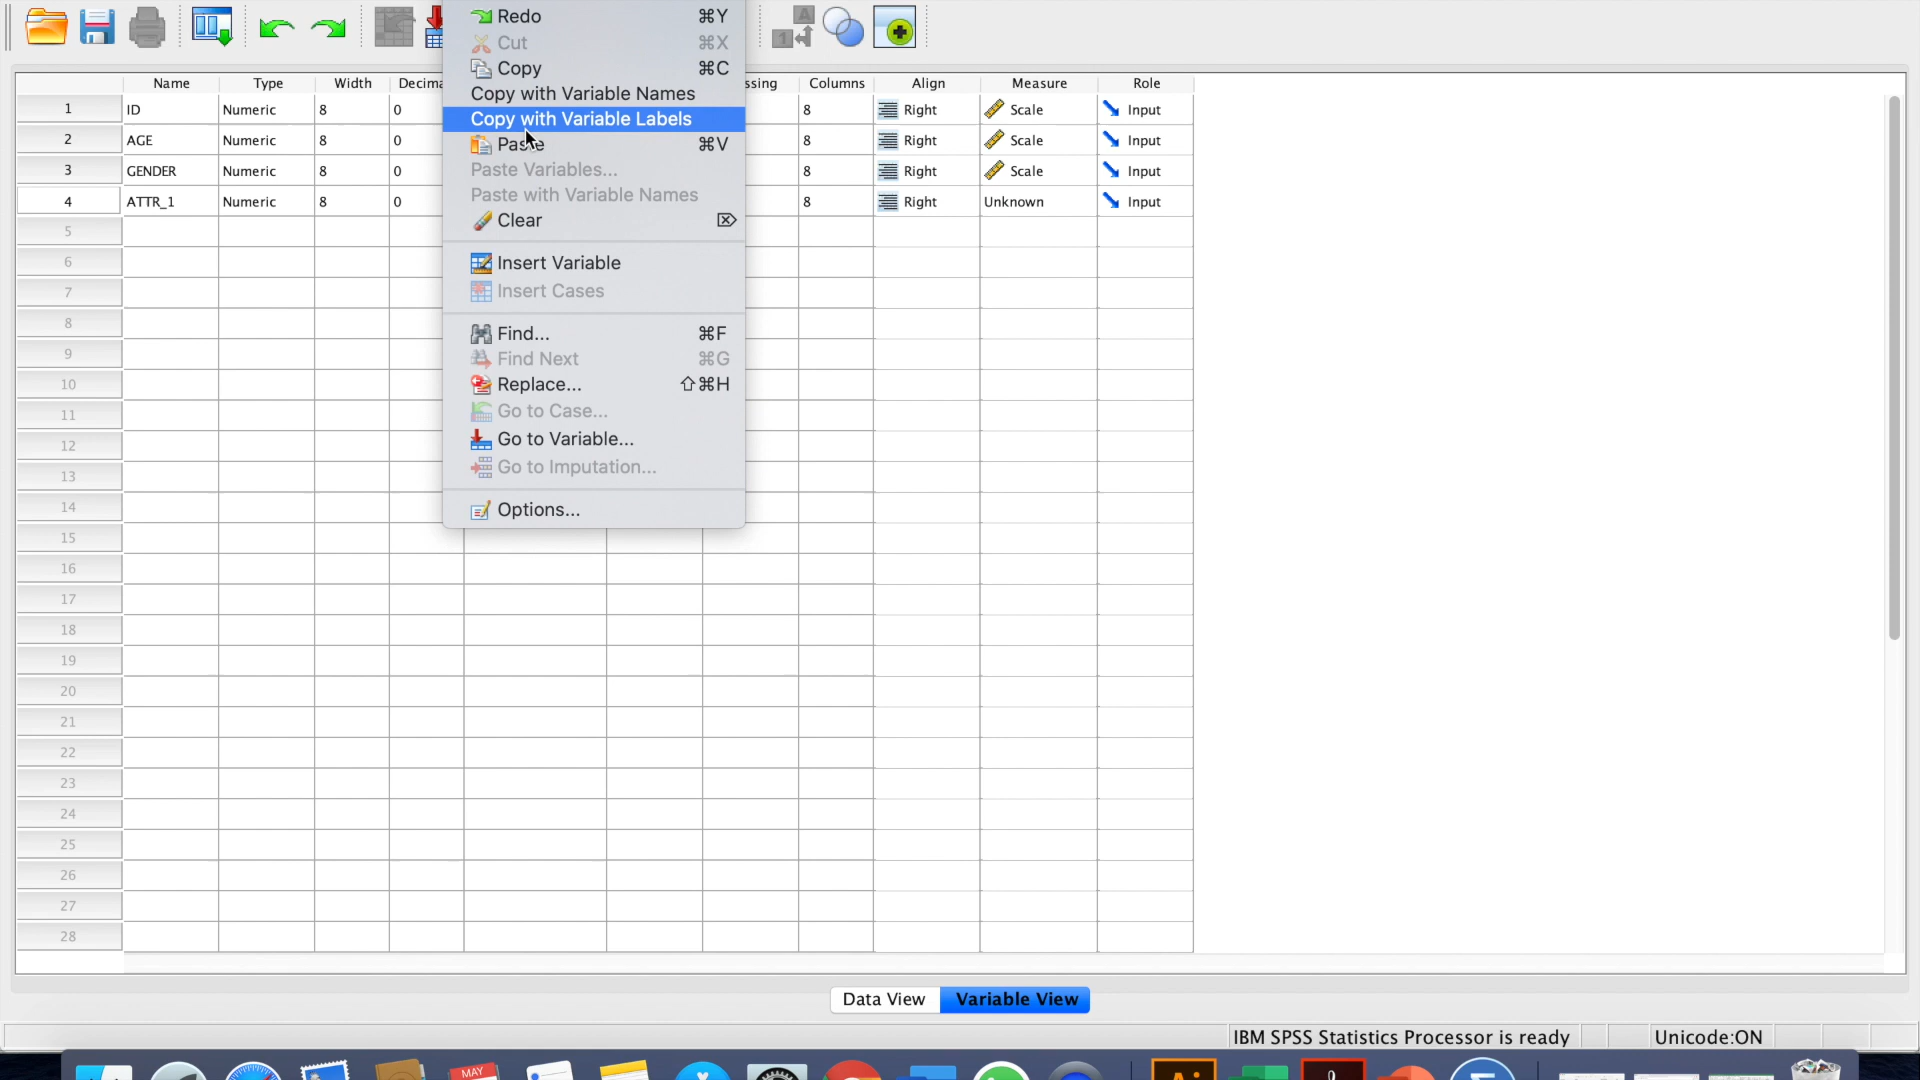 Redo ⌘Y
Cut ⌘X
Copy ⌘C
Copy with Variable Names
Copy with Variable Labels
Paste ⌘V
Paste Variables...
Paste with Variable Names
Clear ⌦
Insert Variable
Insert Cases
Find... ⌘F
Find Next ⌘G
Replace... ⇧⌘H
Go to Case...
Go to Variable...
Go to Imputation...
Options...
Name Type Width Decima ssing Columns Align Measure Role
1 ID Numeric 8 0 8 Right Scale Input
2 AGE Numeric 8 0 8 Right Scale Input
3 GENDER Numeric 8 0 8 Right Scale Input
4 ATTR_1 Numeric 8 0 8 Right Unknown Input
5
6
7
8
9
10
11
12
13
14
15
16
17
18
19
20
21
22
23
24
25
26
27
28
Data View Variable View
IBM SPSS Statistics Processor is ready Unicode:ON
MAY